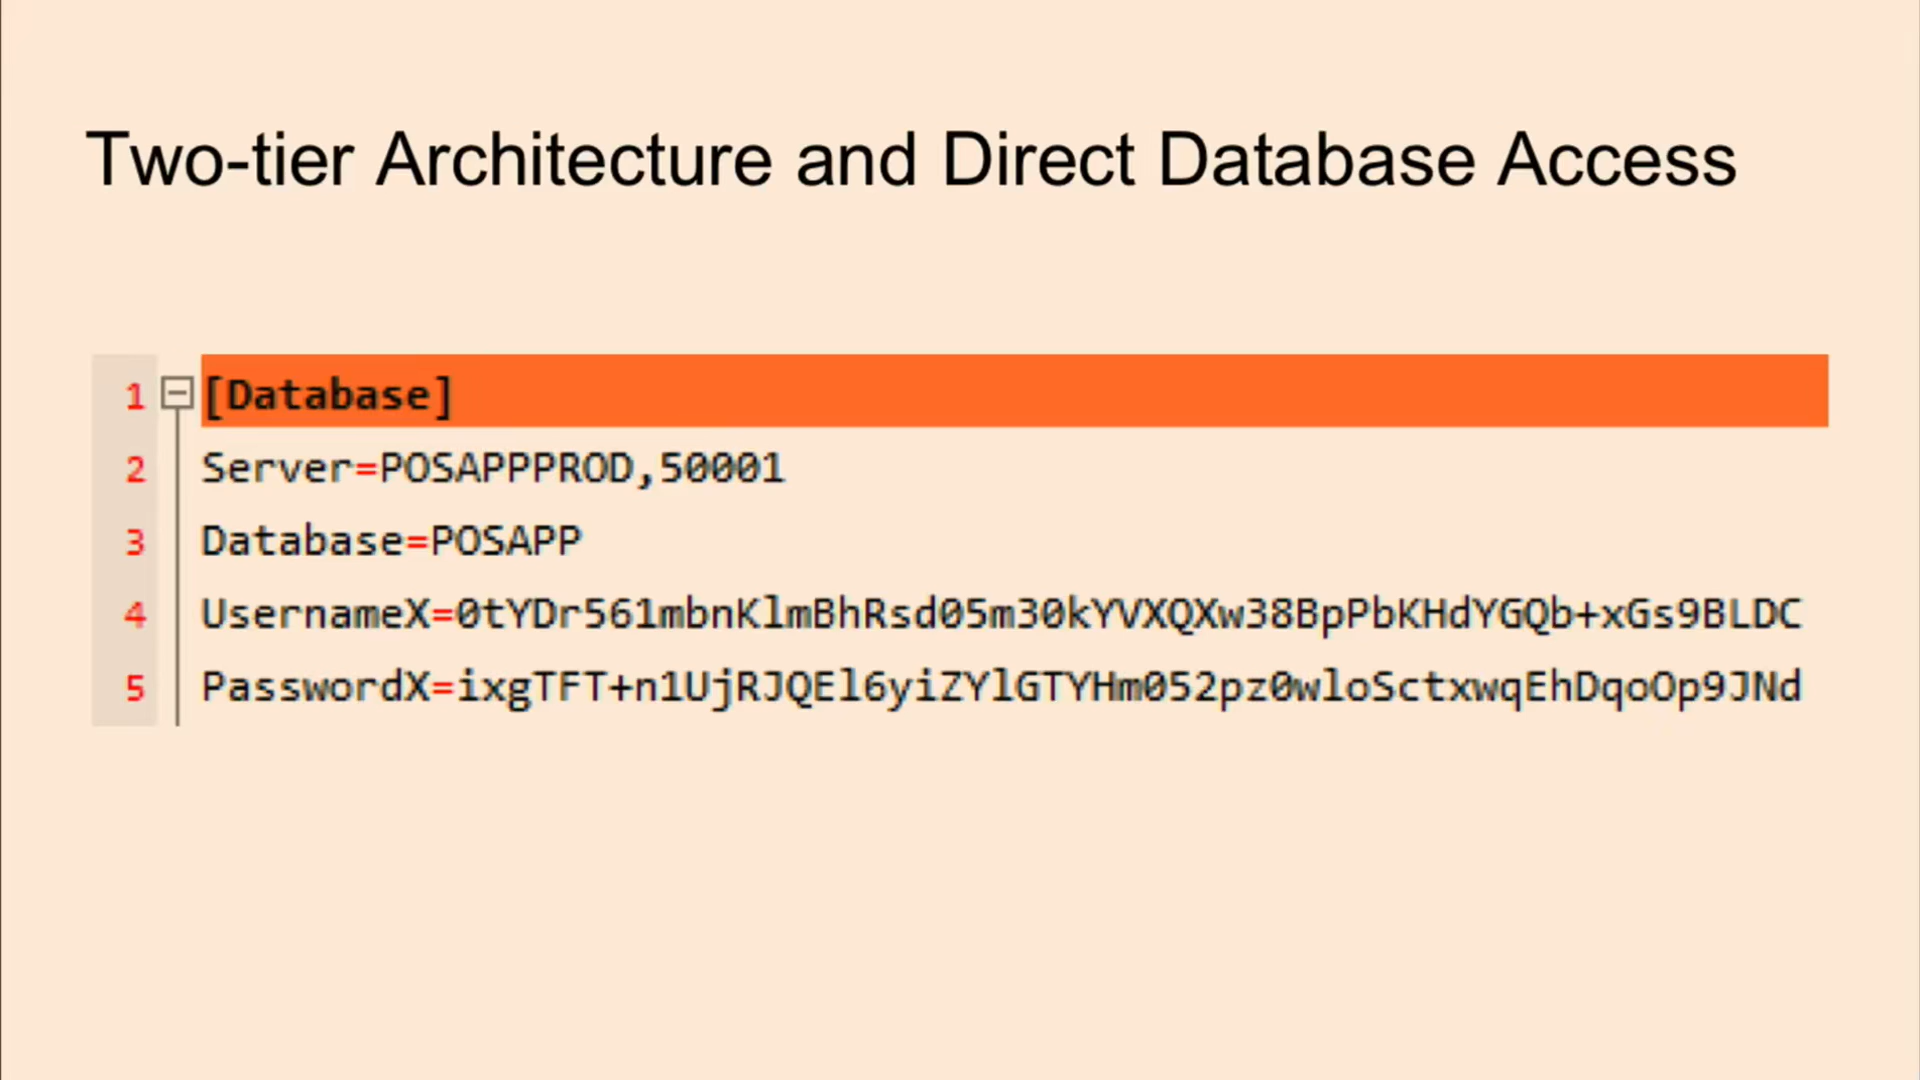 Two-tier Architecture and Direct Database Access
1 [Database]
2 Server=POSAPPPROD,50001
3 Database=POSAPP
4 UsernameX=0tYDr561mbnKlmBhRsd05m30kYVXQXw38BpPbKHdYGQb+xGs9BLDC
5 PasswordX=ixgTFT+n1UjRJQEl6yiZYlGTYHm052pz0wloSctxwqEhDqoOp9JNd